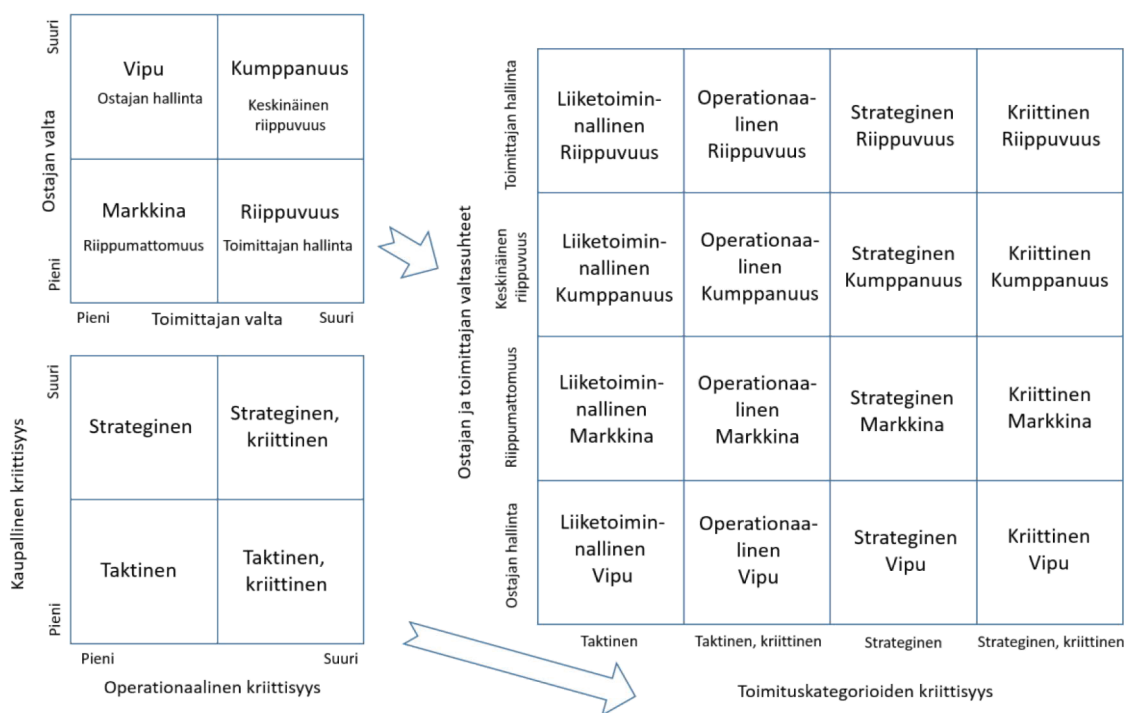 Suuri
Ostajan valta
Pieni
Vipu
Ostajan hallinta
Kumppanuus
Keskinäinen
riippuvuus
Markkina
Riippumattomuus
Riippuvuus
Toimittajan hallinta
Pieni
Toimittajan valta
Suuri
Suuri
Kaupallinen kriittisyys
Pieni
Strateginen
Strateginen,
kriittinen
Taktinen
Taktinen,
kriittinen
Pieni
Suuri
Operationaalinen kriittisyys
Ostajan ja toimittajan valtasuhteet
Toimittajan hallinta
Liiketoimin-
nallinen
Riippuvuus
Operationaa-
linen
Riippuvuus
Strateginen
Riippuvuus
Kriittinen
Riippuvuus
Keskinäinen
riippuvuus
Liiketoimin-
nallinen
Kumppanuus
Operationaa-
linen
Kumppanuus
Strateginen
Kumppanuus
Kriittinen
Kumppanuus
Riippumattomuus
Liiketoimin-
nallinen
Markkina
Operationaa-
linen
Markkina
Strateginen
Markkina
Kriittinen
Markkina
Ostajan hallinta
Liiketoimin-
nallinen
Vipu
Operationaa-
linen
Vipu
Strateginen
Vipu
Kriittinen
Vipu
Taktinen
Taktinen, kriittinen
Strateginen
Strateginen, kriittinen
Toimituskategorioiden kriittisyys